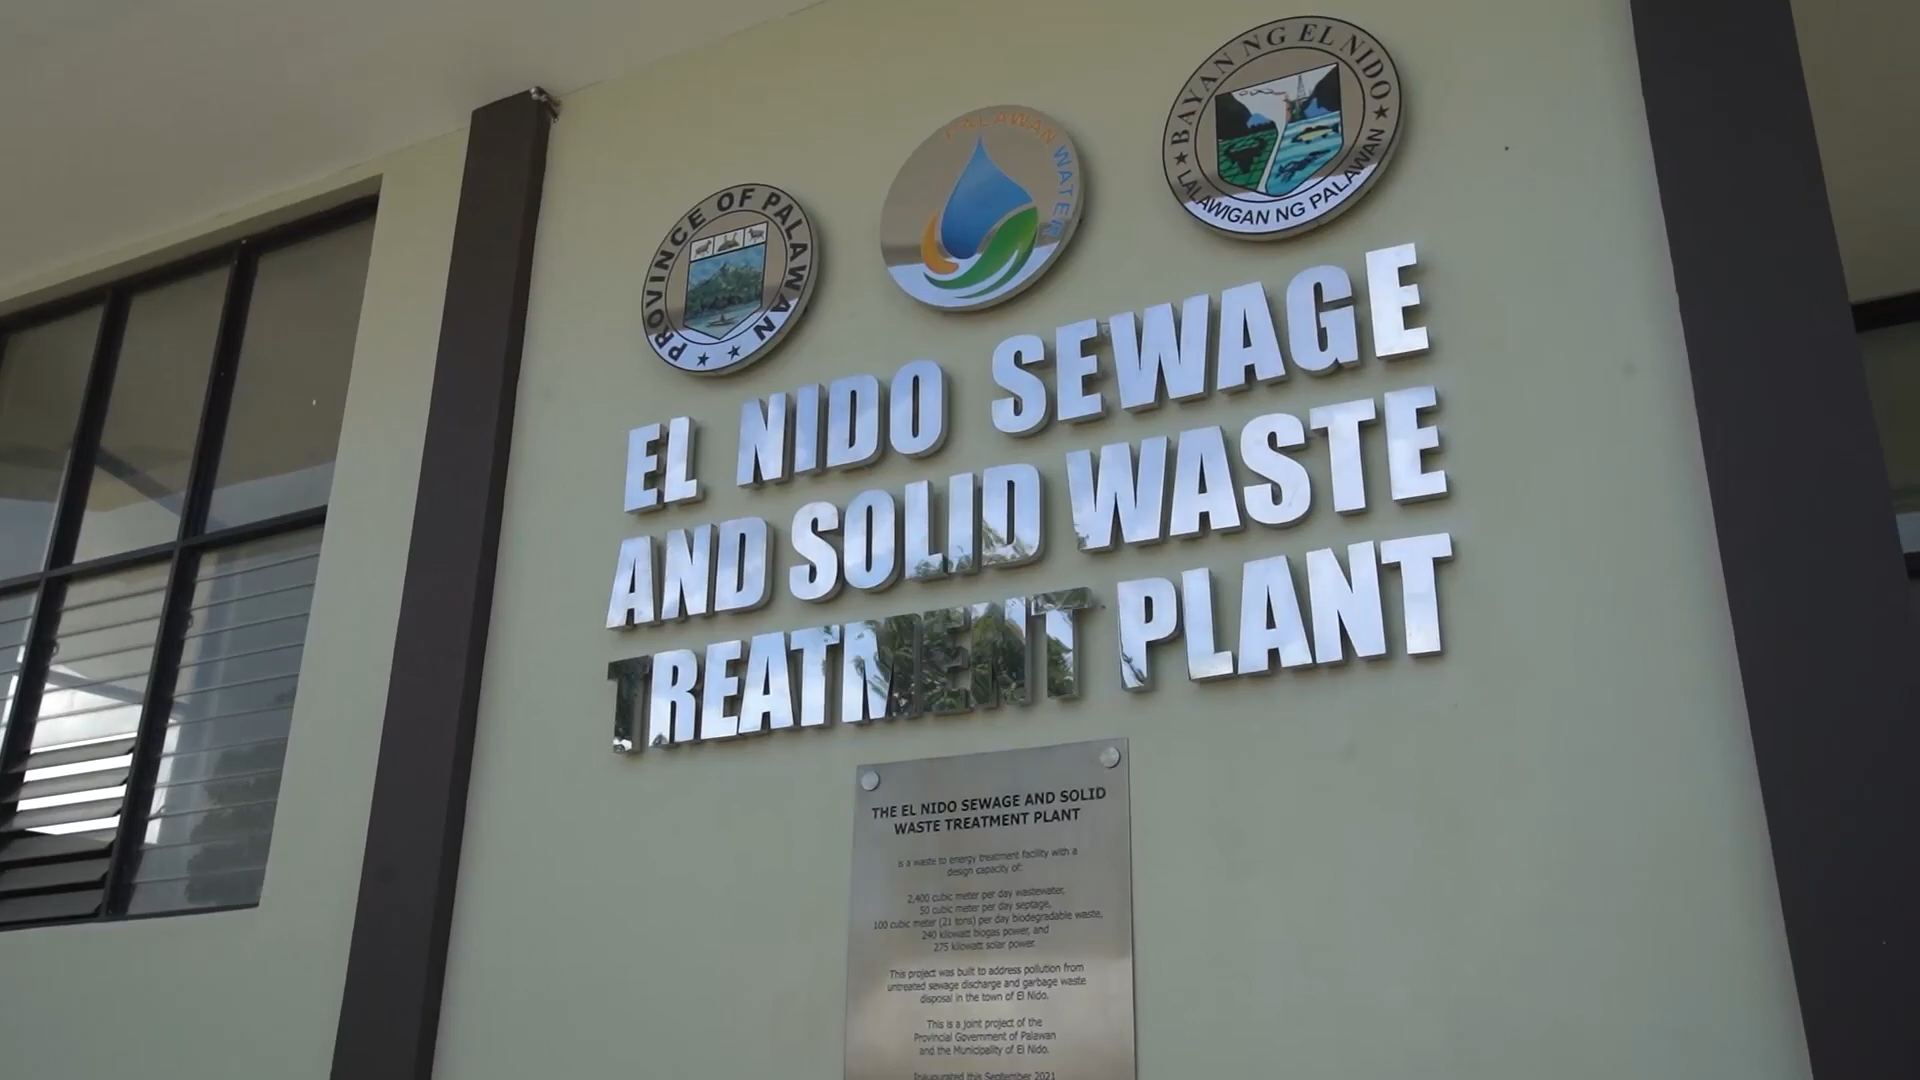 PROVINCE OF PALAWAN
PALAWAN WATER
BAYAN NG EL NIDO
LALAWIGAN NG PALAWAN
EL NIDO SEWAGE
AND SOLID WASTE
TREATMENT PLANT
THE EL NIDO SEWAGE AND SOLID
WASTE TREATMENT PLANT
is a waste to energy treatment facility with a
design capacity of:
2,400 cubic meter per day wastewater,
50 cubic meter per day septage,
100 cubic meter (21 tons) per day biodegradable waste,
240 kilowatt biogas power, and
275 kilowatt solar power.
This project was built to address pollution from
untreated sewage discharge and garbage waste
disposal in the town of El Nido.
This is a joint project of the
Provincial Government of Palawan
and the Municipality of El Nido.
Inaugurated this September 2021